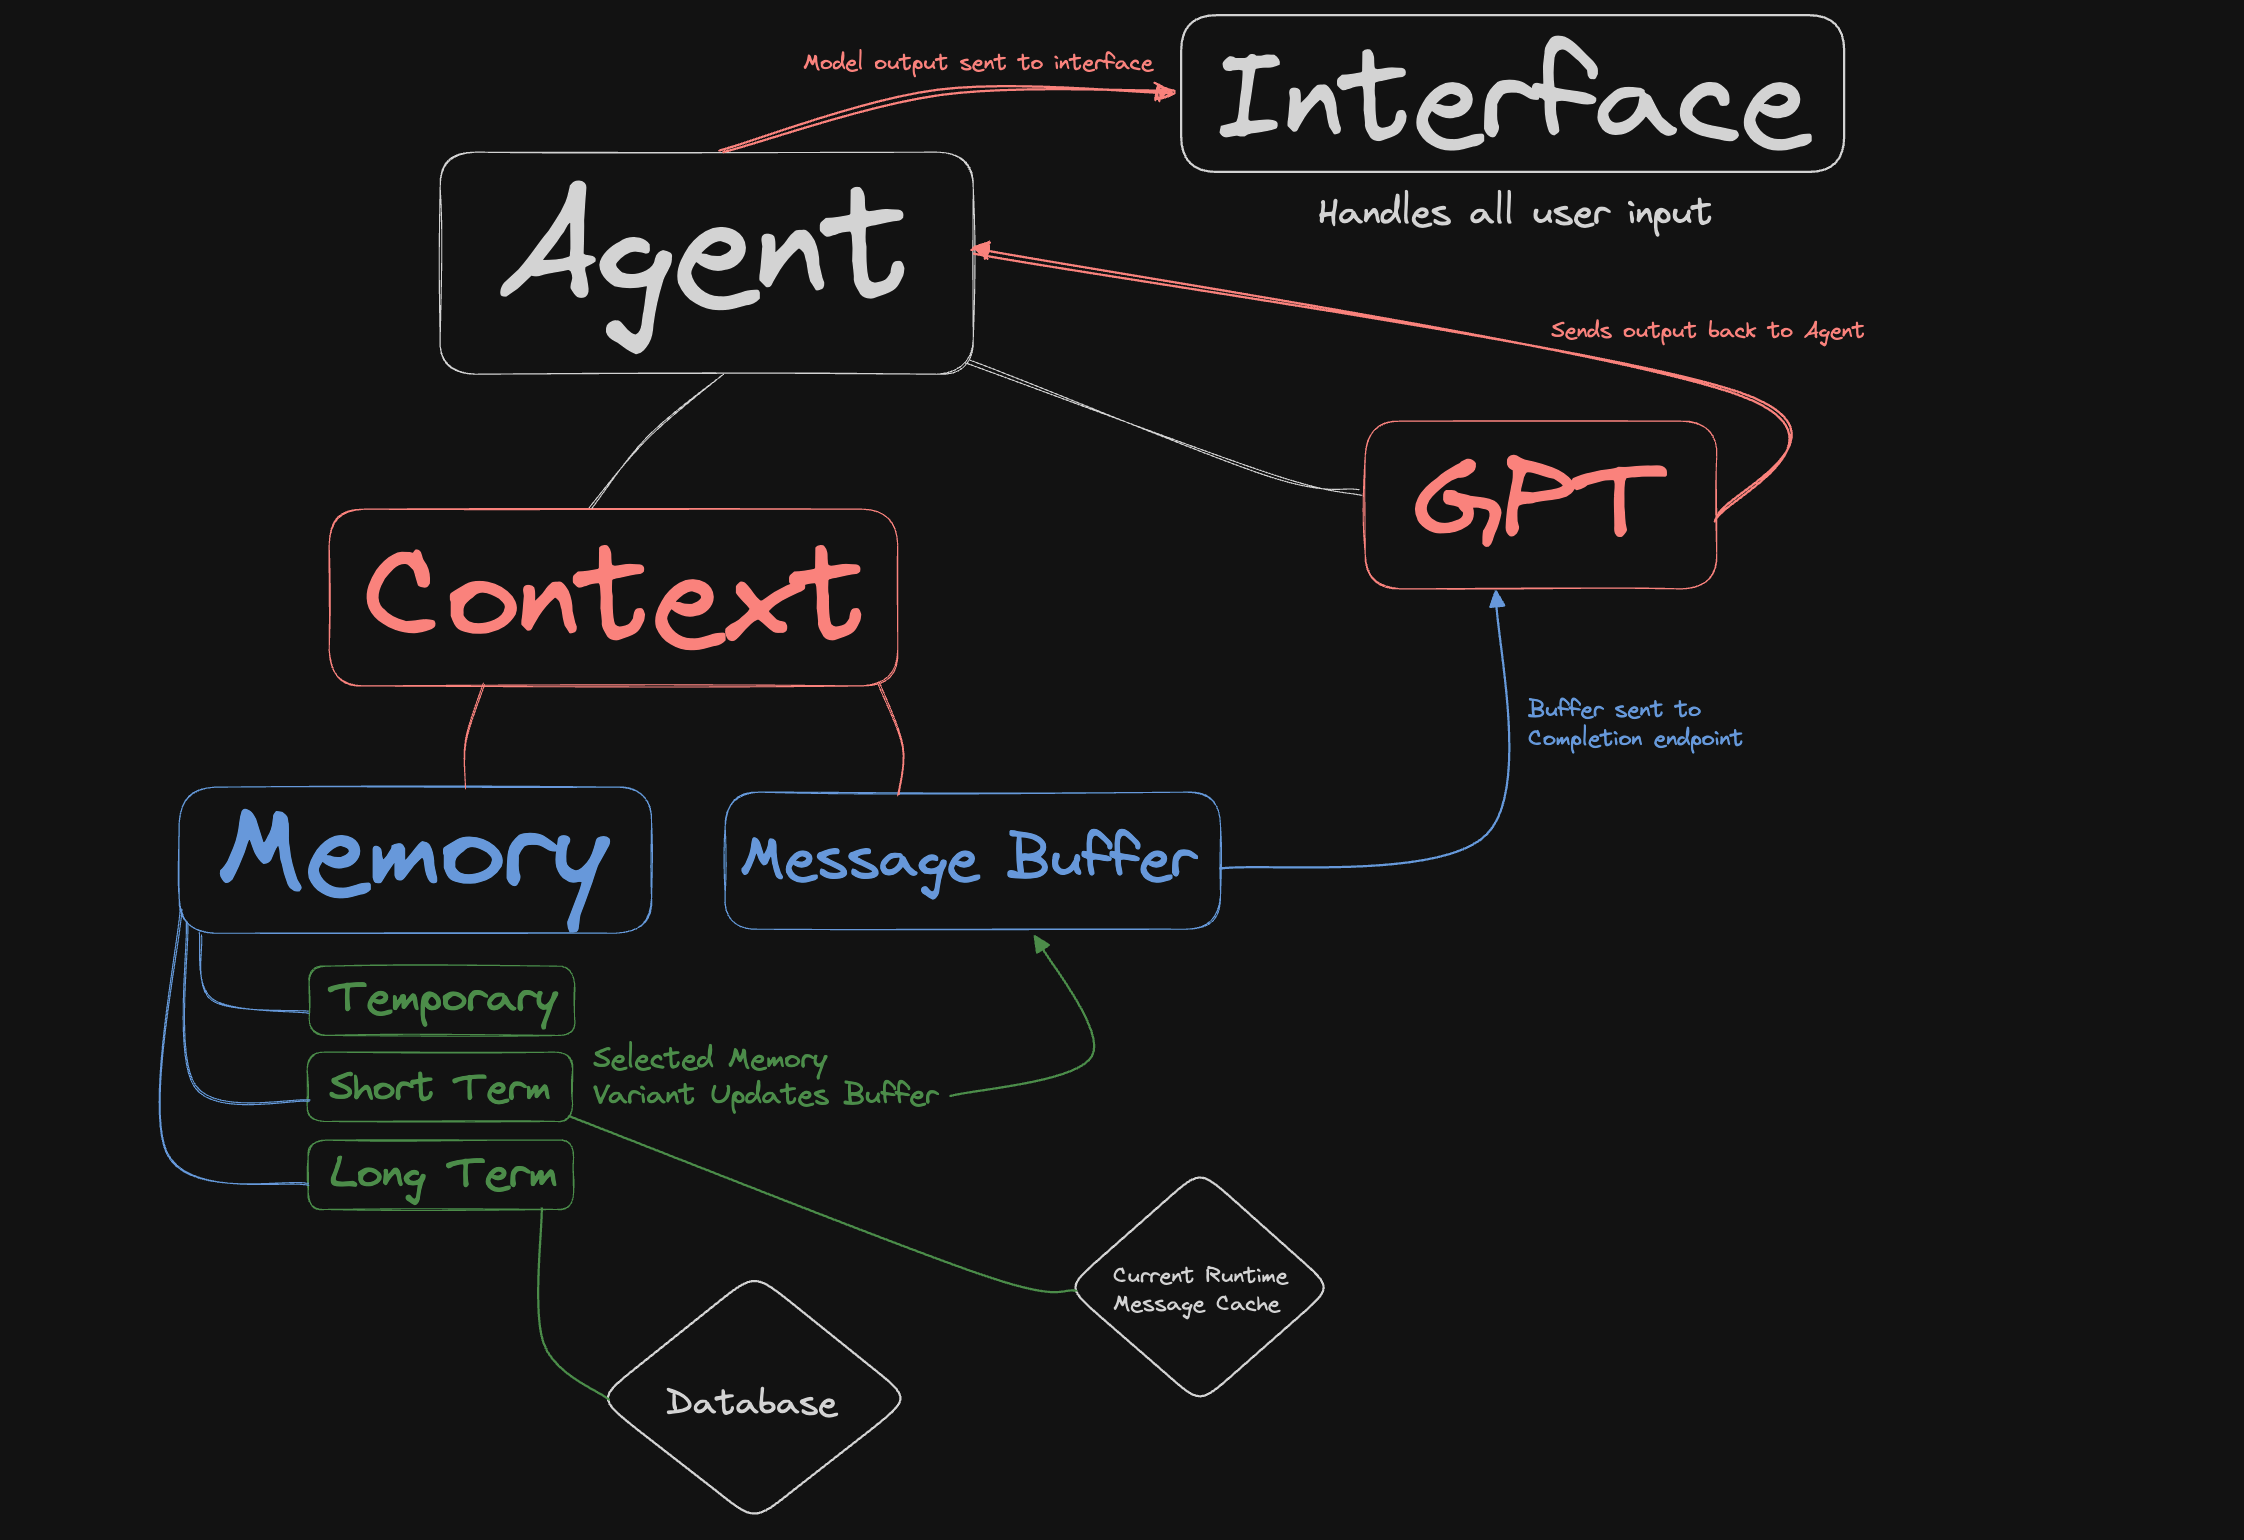 Model output sent to interface
Interface
Handles all user input
Agent
Sends output back to Agent
GPT
Context
Buffer sent to
Completion endpoint
Memory
Message Buffer
Temporary
Selected Memory
Variant Updates Buffer
Short Term
Long Term
Current Runtime
Message Cache
Database